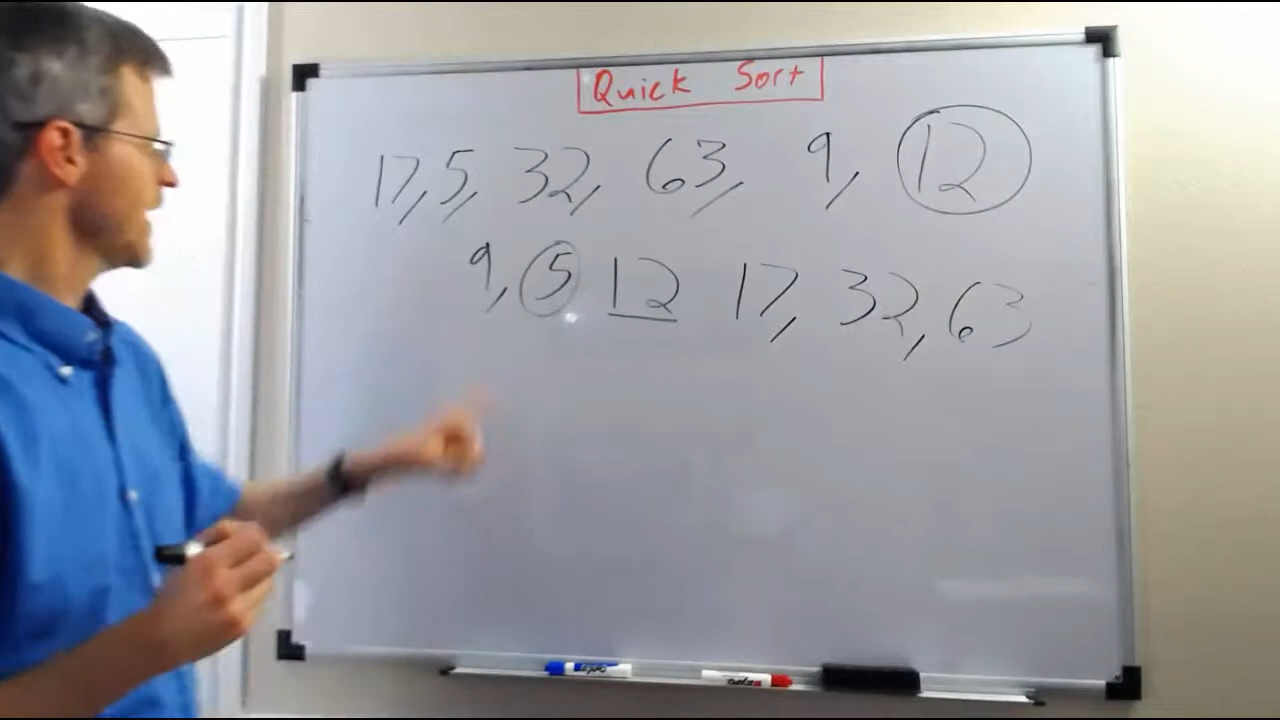 Quick Sort
17, 5, 32, 63, 9, 12
9, 5 12 17, 32, 63